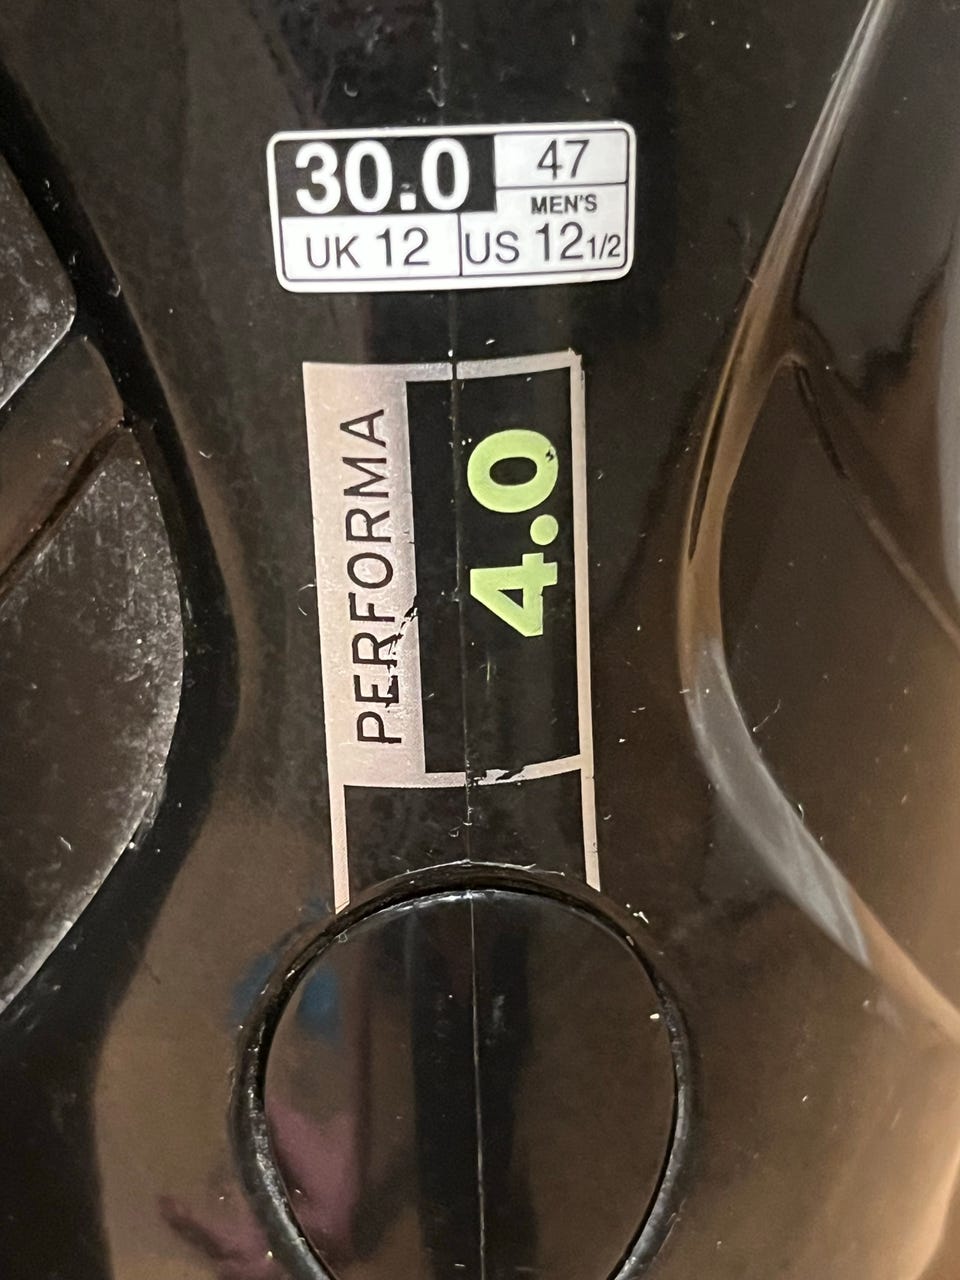 30.0
47
MEN'S
UK 12
US 12 1/2
PERFORMA
4.0